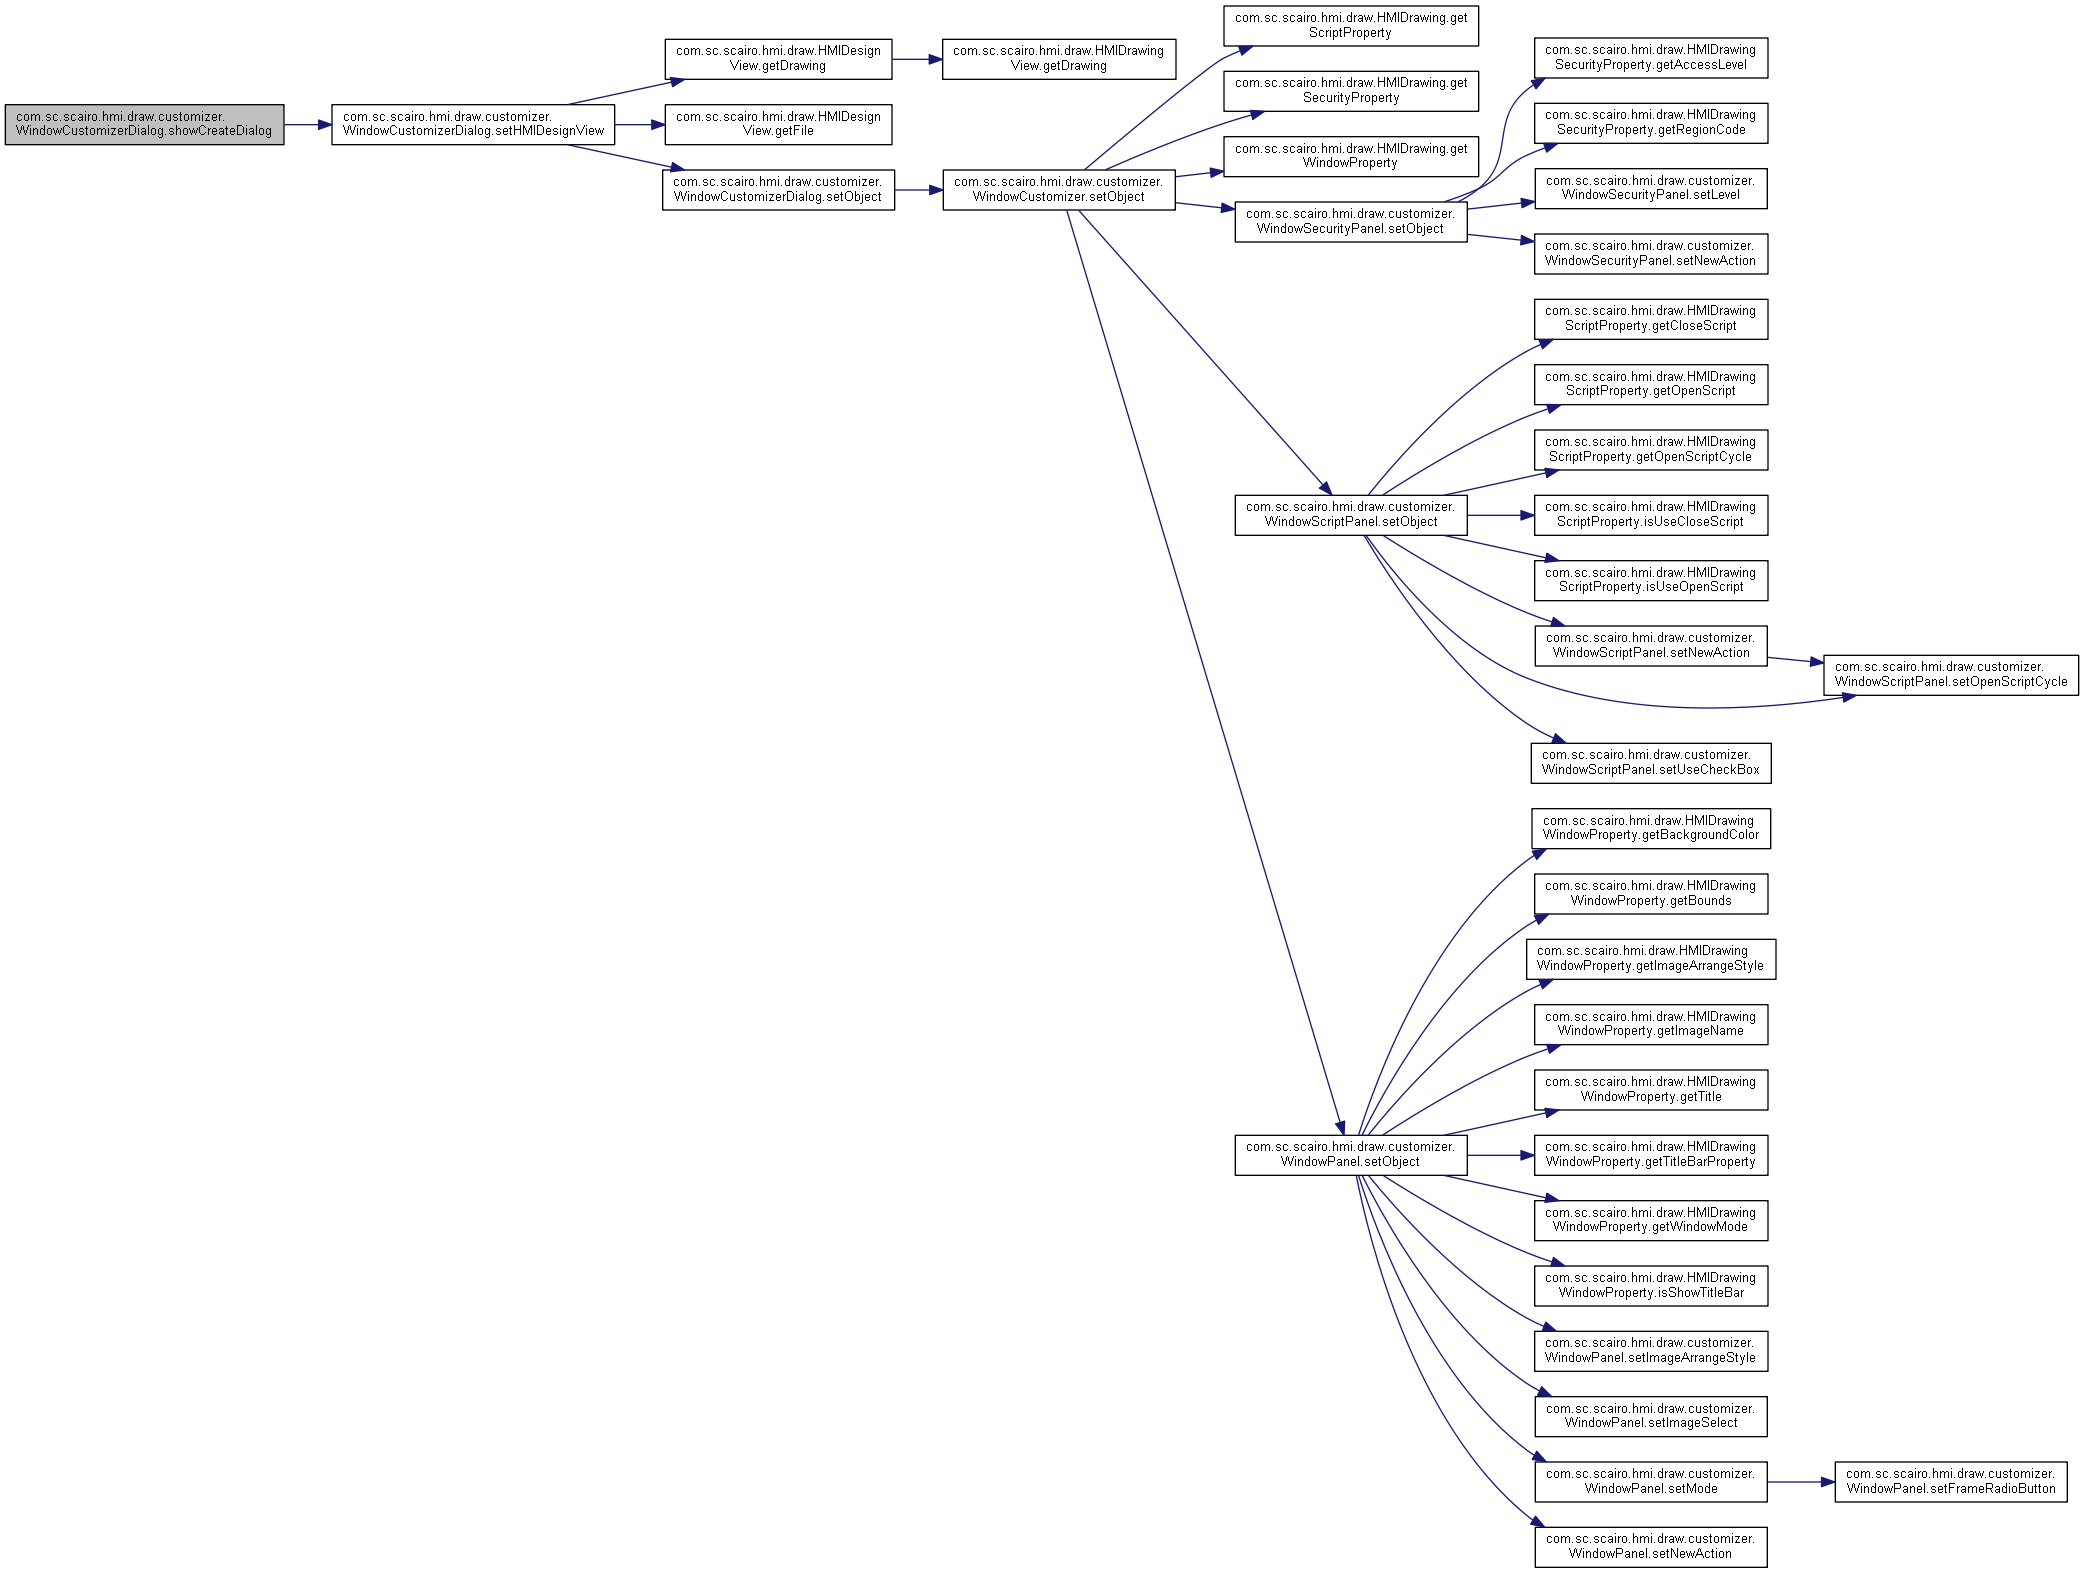 com.sc.scairo.hmi.draw.customizer.
WindowCustomizerDialog.showCreateDialog
com.sc.scairo.hmi.draw.customizer.
WindowCustomizerDialog.setHMIDesignView
com.sc.scairo.hmi.draw.HMIDesign
View.getDrawing
com.sc.scairo.hmi.draw.HMIDrawing
View.getDrawing
com.sc.scairo.hmi.draw.HMIDesign
View.getFile
com.sc.scairo.hmi.draw.customizer.
WindowCustomizerDialog.setObject
com.sc.scairo.hmi.draw.customizer.
WindowCustomizer.setObject
com.sc.scairo.hmi.draw.HMIDrawing.get
ScriptProperty
com.sc.scairo.hmi.draw.HMIDrawing.get
SecurityProperty
com.sc.scairo.hmi.draw.HMIDrawing.get
WindowProperty
com.sc.scairo.hmi.draw.customizer.
WindowSecurityPanel.setObject
com.sc.scairo.hmi.draw.HMIDrawing
SecurityProperty.getAccessLevel
com.sc.scairo.hmi.draw.HMIDrawing
SecurityProperty.getRegionCode
com.sc.scairo.hmi.draw.customizer.
WindowSecurityPanel.setLevel
com.sc.scairo.hmi.draw.customizer.
WindowSecurityPanel.setNewAction
com.sc.scairo.hmi.draw.customizer.
WindowScriptPanel.setObject
com.sc.scairo.hmi.draw.HMIDrawing
ScriptProperty.getCloseScript
com.sc.scairo.hmi.draw.HMIDrawing
ScriptProperty.getOpenScript
com.sc.scairo.hmi.draw.HMIDrawing
ScriptProperty.getOpenScriptCycle
com.sc.scairo.hmi.draw.HMIDrawing
ScriptProperty.isUseCloseScript
com.sc.scairo.hmi.draw.HMIDrawing
ScriptProperty.isUseOpenScript
com.sc.scairo.hmi.draw.customizer.
WindowScriptPanel.setNewAction
com.sc.scairo.hmi.draw.customizer.
WindowScriptPanel.setOpenScriptCycle
com.sc.scairo.hmi.draw.customizer.
WindowScriptPanel.setUseCheckBox
com.sc.scairo.hmi.draw.customizer.
WindowPanel.setObject
com.sc.scairo.hmi.draw.HMIDrawing
WindowProperty.getBackgroundColor
com.sc.scairo.hmi.draw.HMIDrawing
WindowProperty.getBounds
com.sc.scairo.hmi.draw.HMIDrawing
WindowProperty.getImageArrangeStyle
com.sc.scairo.hmi.draw.HMIDrawing
WindowProperty.getImageName
com.sc.scairo.hmi.draw.HMIDrawing
WindowProperty.getTitle
com.sc.scairo.hmi.draw.HMIDrawing
WindowProperty.getTitleBarProperty
com.sc.scairo.hmi.draw.HMIDrawing
WindowProperty.getWindowMode
com.sc.scairo.hmi.draw.HMIDrawing
WindowProperty.isShowTitleBar
com.sc.scairo.hmi.draw.customizer.
WindowPanel.setImageArrangeStyle
com.sc.scairo.hmi.draw.customizer.
WindowPanel.setImageSelect
com.sc.scairo.hmi.draw.customizer.
WindowPanel.setMode
com.sc.scairo.hmi.draw.customizer.
WindowPanel.setFrameRadioButton
com.sc.scairo.hmi.draw.customizer.
WindowPanel.setNewAction